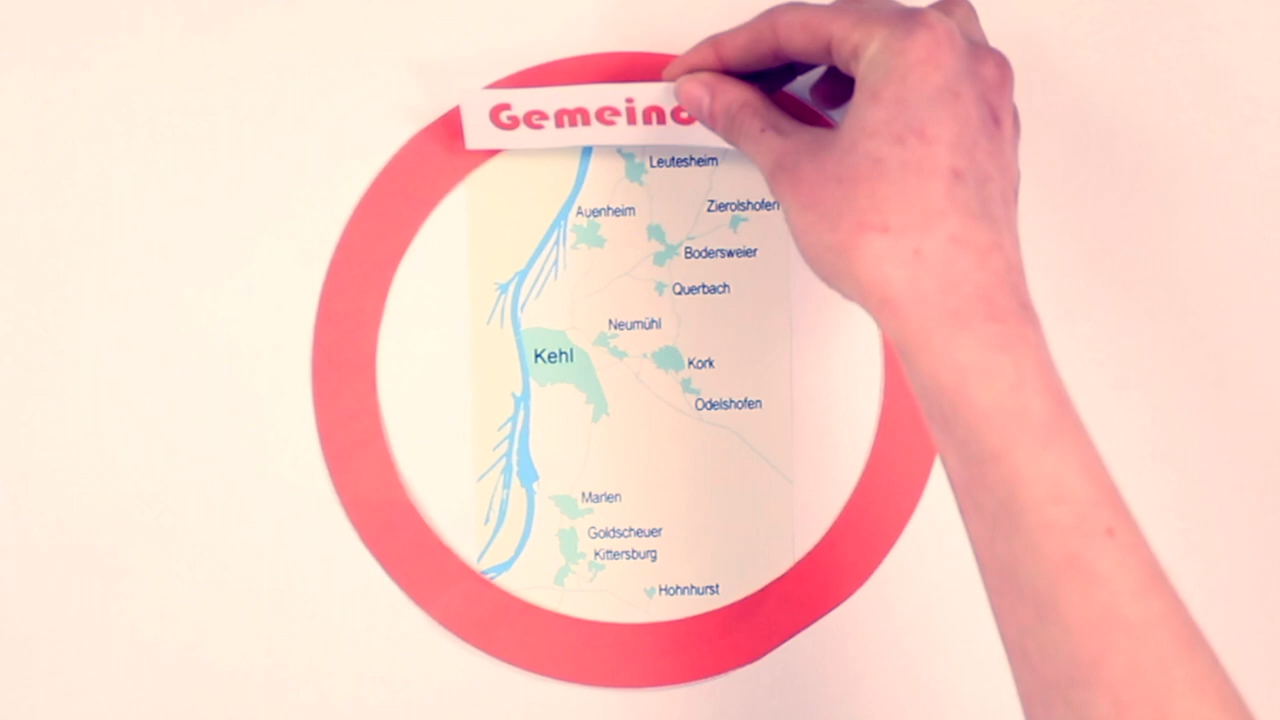 Gemeind
Leutesheim
Auenheim
Zierolshofen
Bodersweier
Querbach
Neumühl
Kehl
Kork
Odelshofen
Marlen
Goldscheuer
Kittersburg
Hohnhurst